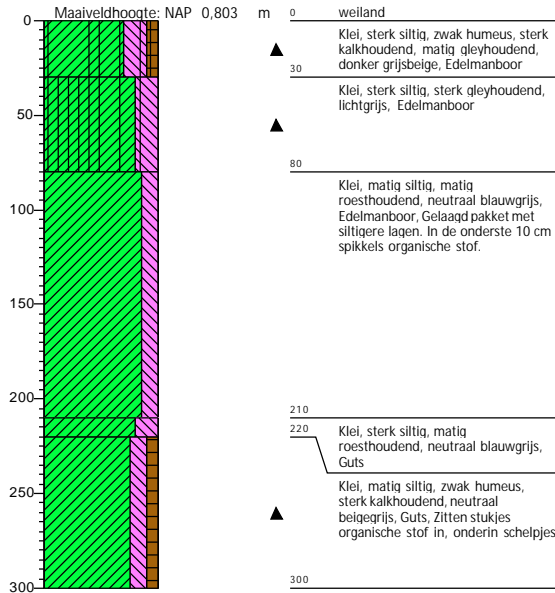 Maaiveldhoogte: NAP 0,803 m
0
0
weiland
Klei, sterk siltig, zwak humeus, sterk
kalkhoudend, matig gleyhoudend,
donker grijsbeige, Edelmanboor
30
Klei, sterk siltig, sterk gleyhoudend,
lichtgrijs, Edelmanboor
50
80
Klei, matig siltig, matig
roesthoudend, neutraal blauwgrijs,
Edelmanboor, Gelaagd pakket met
siltigere lagen. In de onderste 10 cm
spikkels organische stof.
100
150
200
210
220
Klei, sterk siltig, matig
roesthoudend, neutraal blauwgrijs,
Guts
Klei, matig siltig, zwak humeus,
sterk kalkhoudend, neutraal
beigegrijs, Guts, Zitten stukjes
organische stof in, onderin schelpjes
250
300
300